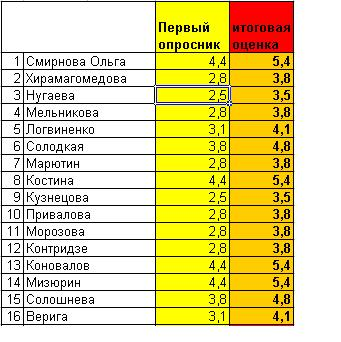 Первый итоговая
опросник оценка
1 Смирнова Ольга 4,4 5,4
2 Хирамагомедова 2,8 3,8
3 Нугаева 2,5 3,5
4 Мельникова 2,8 3,8
5 Логвиненко 3,1 4,1
6 Солодкая 3,8 4,8
7 Марютин 2,8 3,8
8 Костина 4,4 5,4
9 Кузнецова 2,5 3,5
10 Привалова 2,8 3,8
11 Морозова 2,8 3,8
12 Контридзе 2,8 3,8
13 Коновалов 4,4 5,4
14 Мизюрин 4,4 5,4
15 Солошнева 3,8 4,8
16 Верига 3,1 4,1